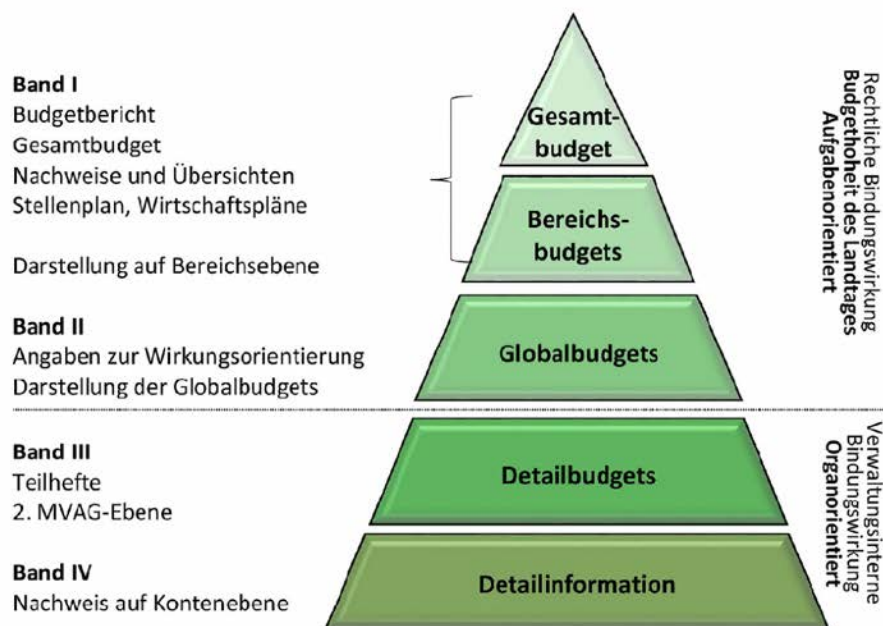 Band I
Budgetbericht
Gesamtbudget
Nachweise und Übersichten
Stellenplan, Wirtschaftspläne
Darstellung auf Bereichsebene
Band II
Angaben zur Wirkungsorientierung
Darstellung der Globalbudgets
Band III
Teilhefte
2. MVAG-Ebene
Band IV
Nachweis auf Kontenebene
Gesamt-
budget
Bereichs-
budgets
Globalbudgets
Detailbudgets
Detailinformation
Rechtliche Bindungswirkung
Budgethoheit des Landtages
Aufgabenorientiert
Verwaltungsinterne
Bindungswirkung
Organorientiert